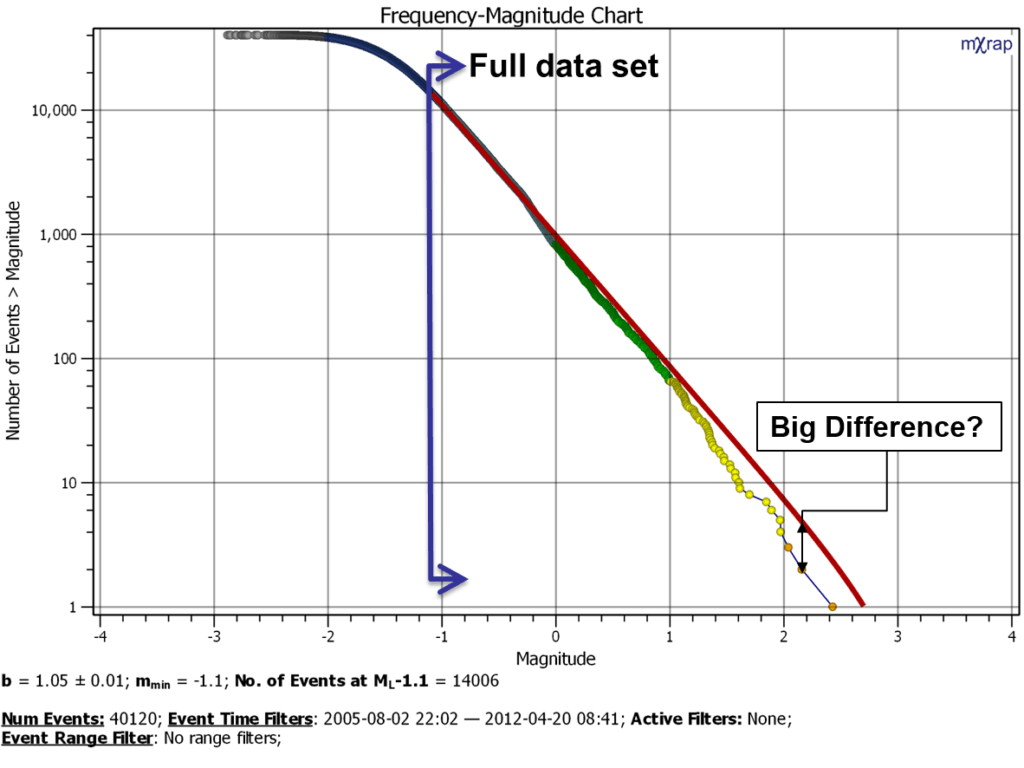 Frequency-Magnitude Chart
mXrap
Full data set
10,000
1,000
100
10
1
Number of Events > Magnitude
Big Difference?
-4 -3 -2 -1 0 1 2 3 4
Magnitude
b = 1.05 ± 0.01; mmin = -1.1; No. of Events at ML-1.1 = 14006
Num Events: 40120; Event Time Filters: 2005-08-02 22:02 — 2012-04-20 08:41; Active Filters: None;
Event Range Filter: No range filters;